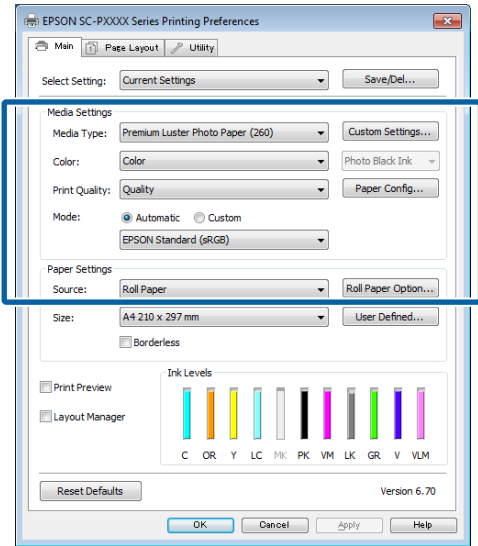 EPSON SC-PXXXX Series Printing Preferences
Main Page Layout Utility
Select Setting: Current Settings Save/Del...
Media Settings
Media Type: Premium Luster Photo Paper (260) Custom Settings...
Color: Color Photo Black Ink
Print Quality: Quality Paper Config...
Mode: Automatic Custom
EPSON Standard (sRGB)
Paper Settings
Source: Roll Paper Roll Paper Option...
Size: A4 210 x 297 mm User Defined...
Borderless
Ink Levels
Print Preview
Layout Manager
C OR Y LC MK PK VM LK GR V VLM
Reset Defaults Version 6.70
OK Cancel Apply Help